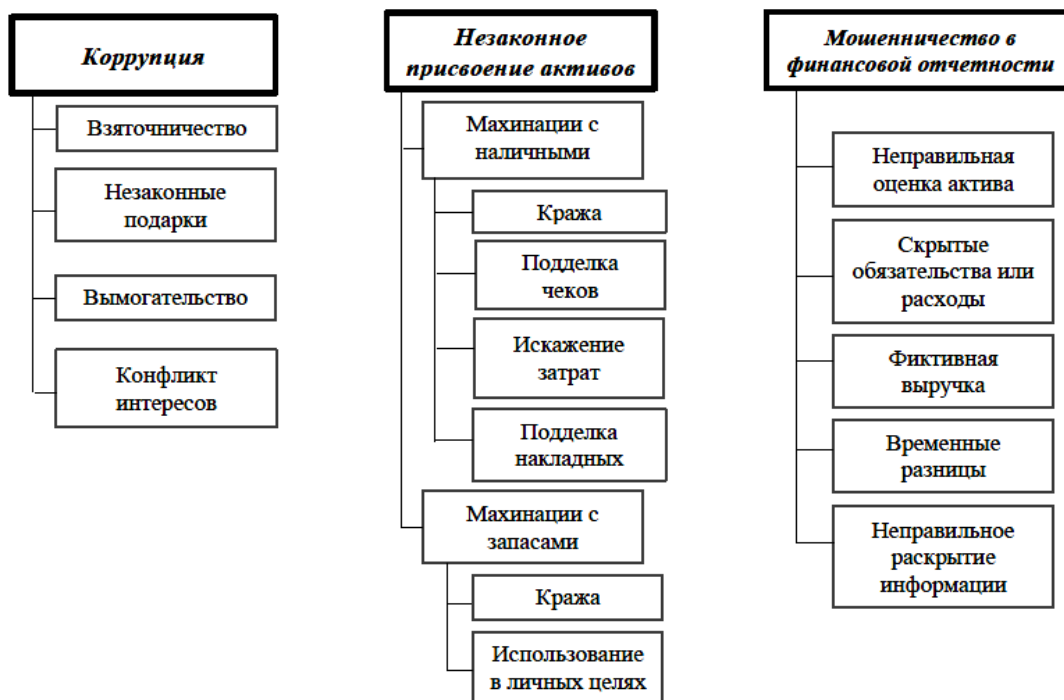 Коррупция
Взяточничество
Незаконные
подарки
Вымогательство
Конфликт
интересов
Незаконное
присвоение активов
Махинации с
наличными
Кража
Подделка
чеков
Искажение
затрат
Подделка
накладных
Махинации с
запасами
Кража
Использование
в личных целях
Мошенничество в
финансовой отчетности
Неправильная
оценка актива
Скрытые
обязательства или
расходы
Фиктивная
выручка
Временные
разницы
Неправильное
раскрытие
информации